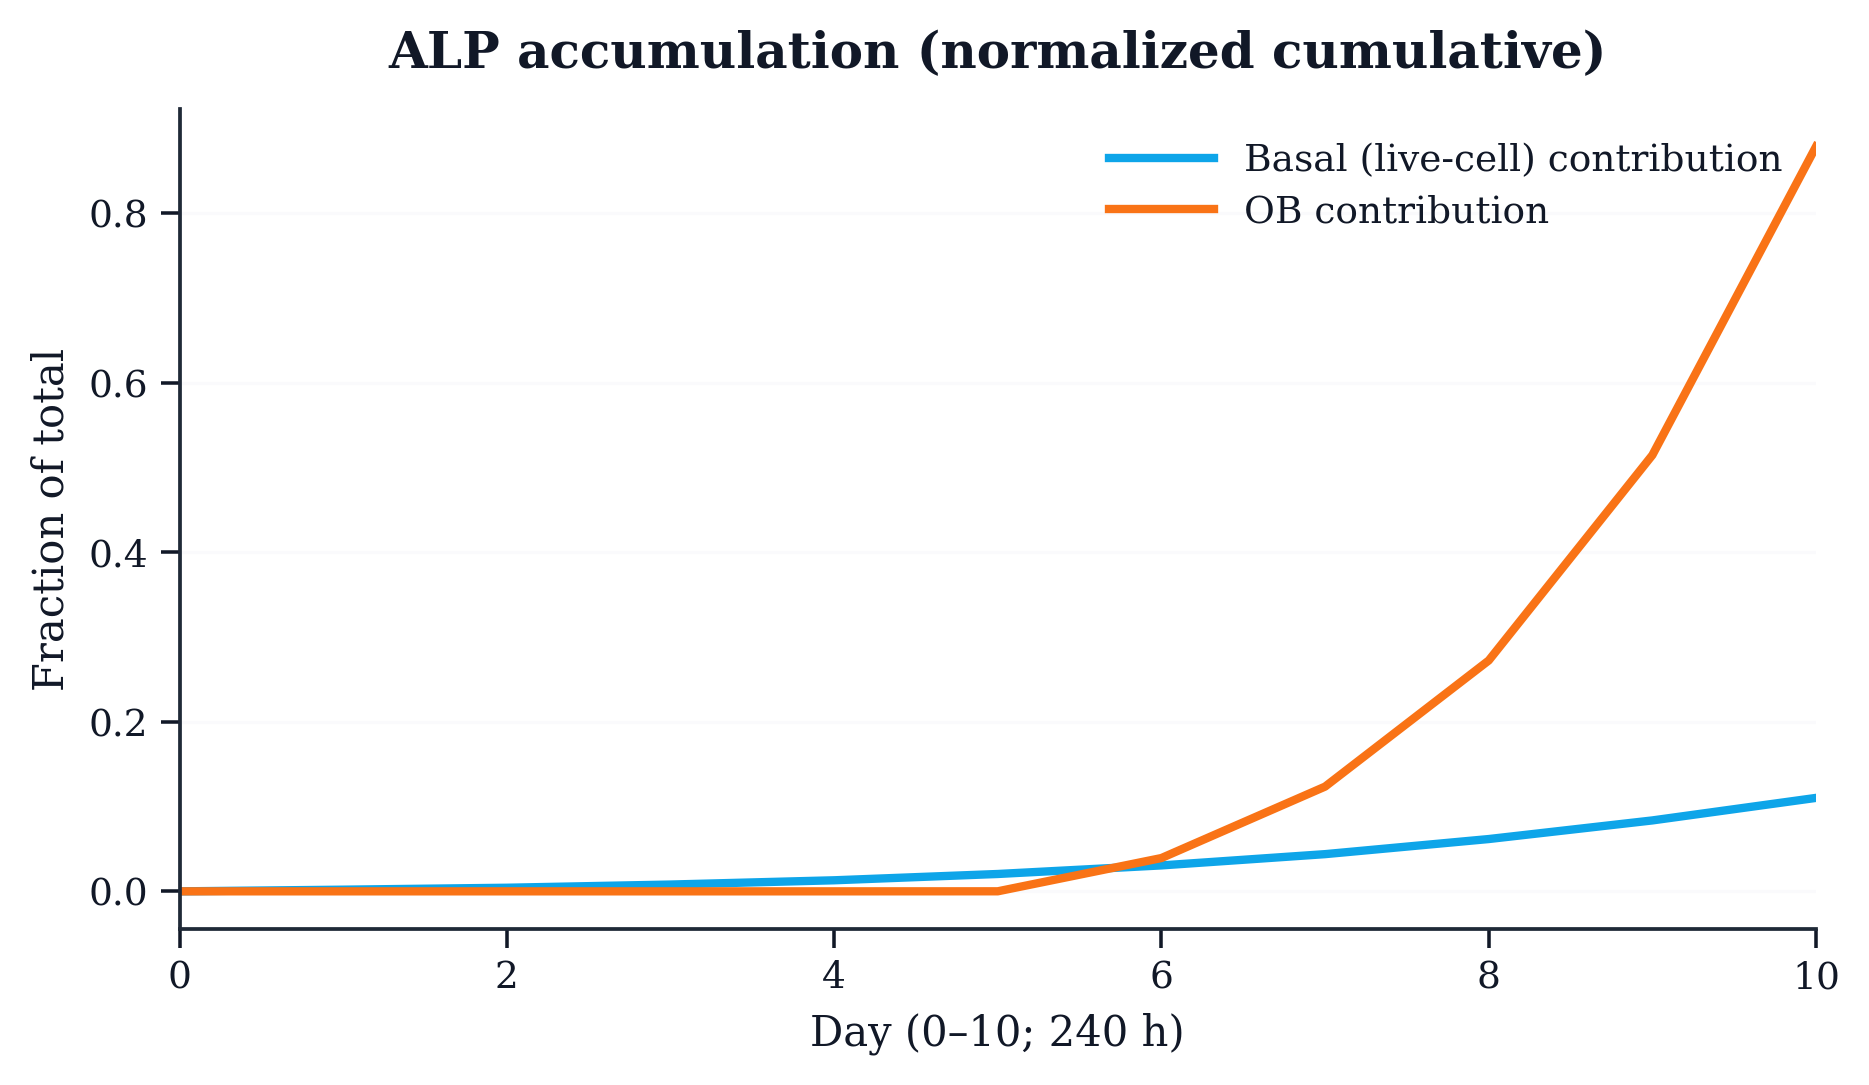 ALP accumulation (normalized cumulative)
Basal (live-cell) contribution
OB contribution
Fraction of total
0.8
0.6
0.4
0.2
0.0
0 2 4 6 8 10
Day (0–10; 240 h)